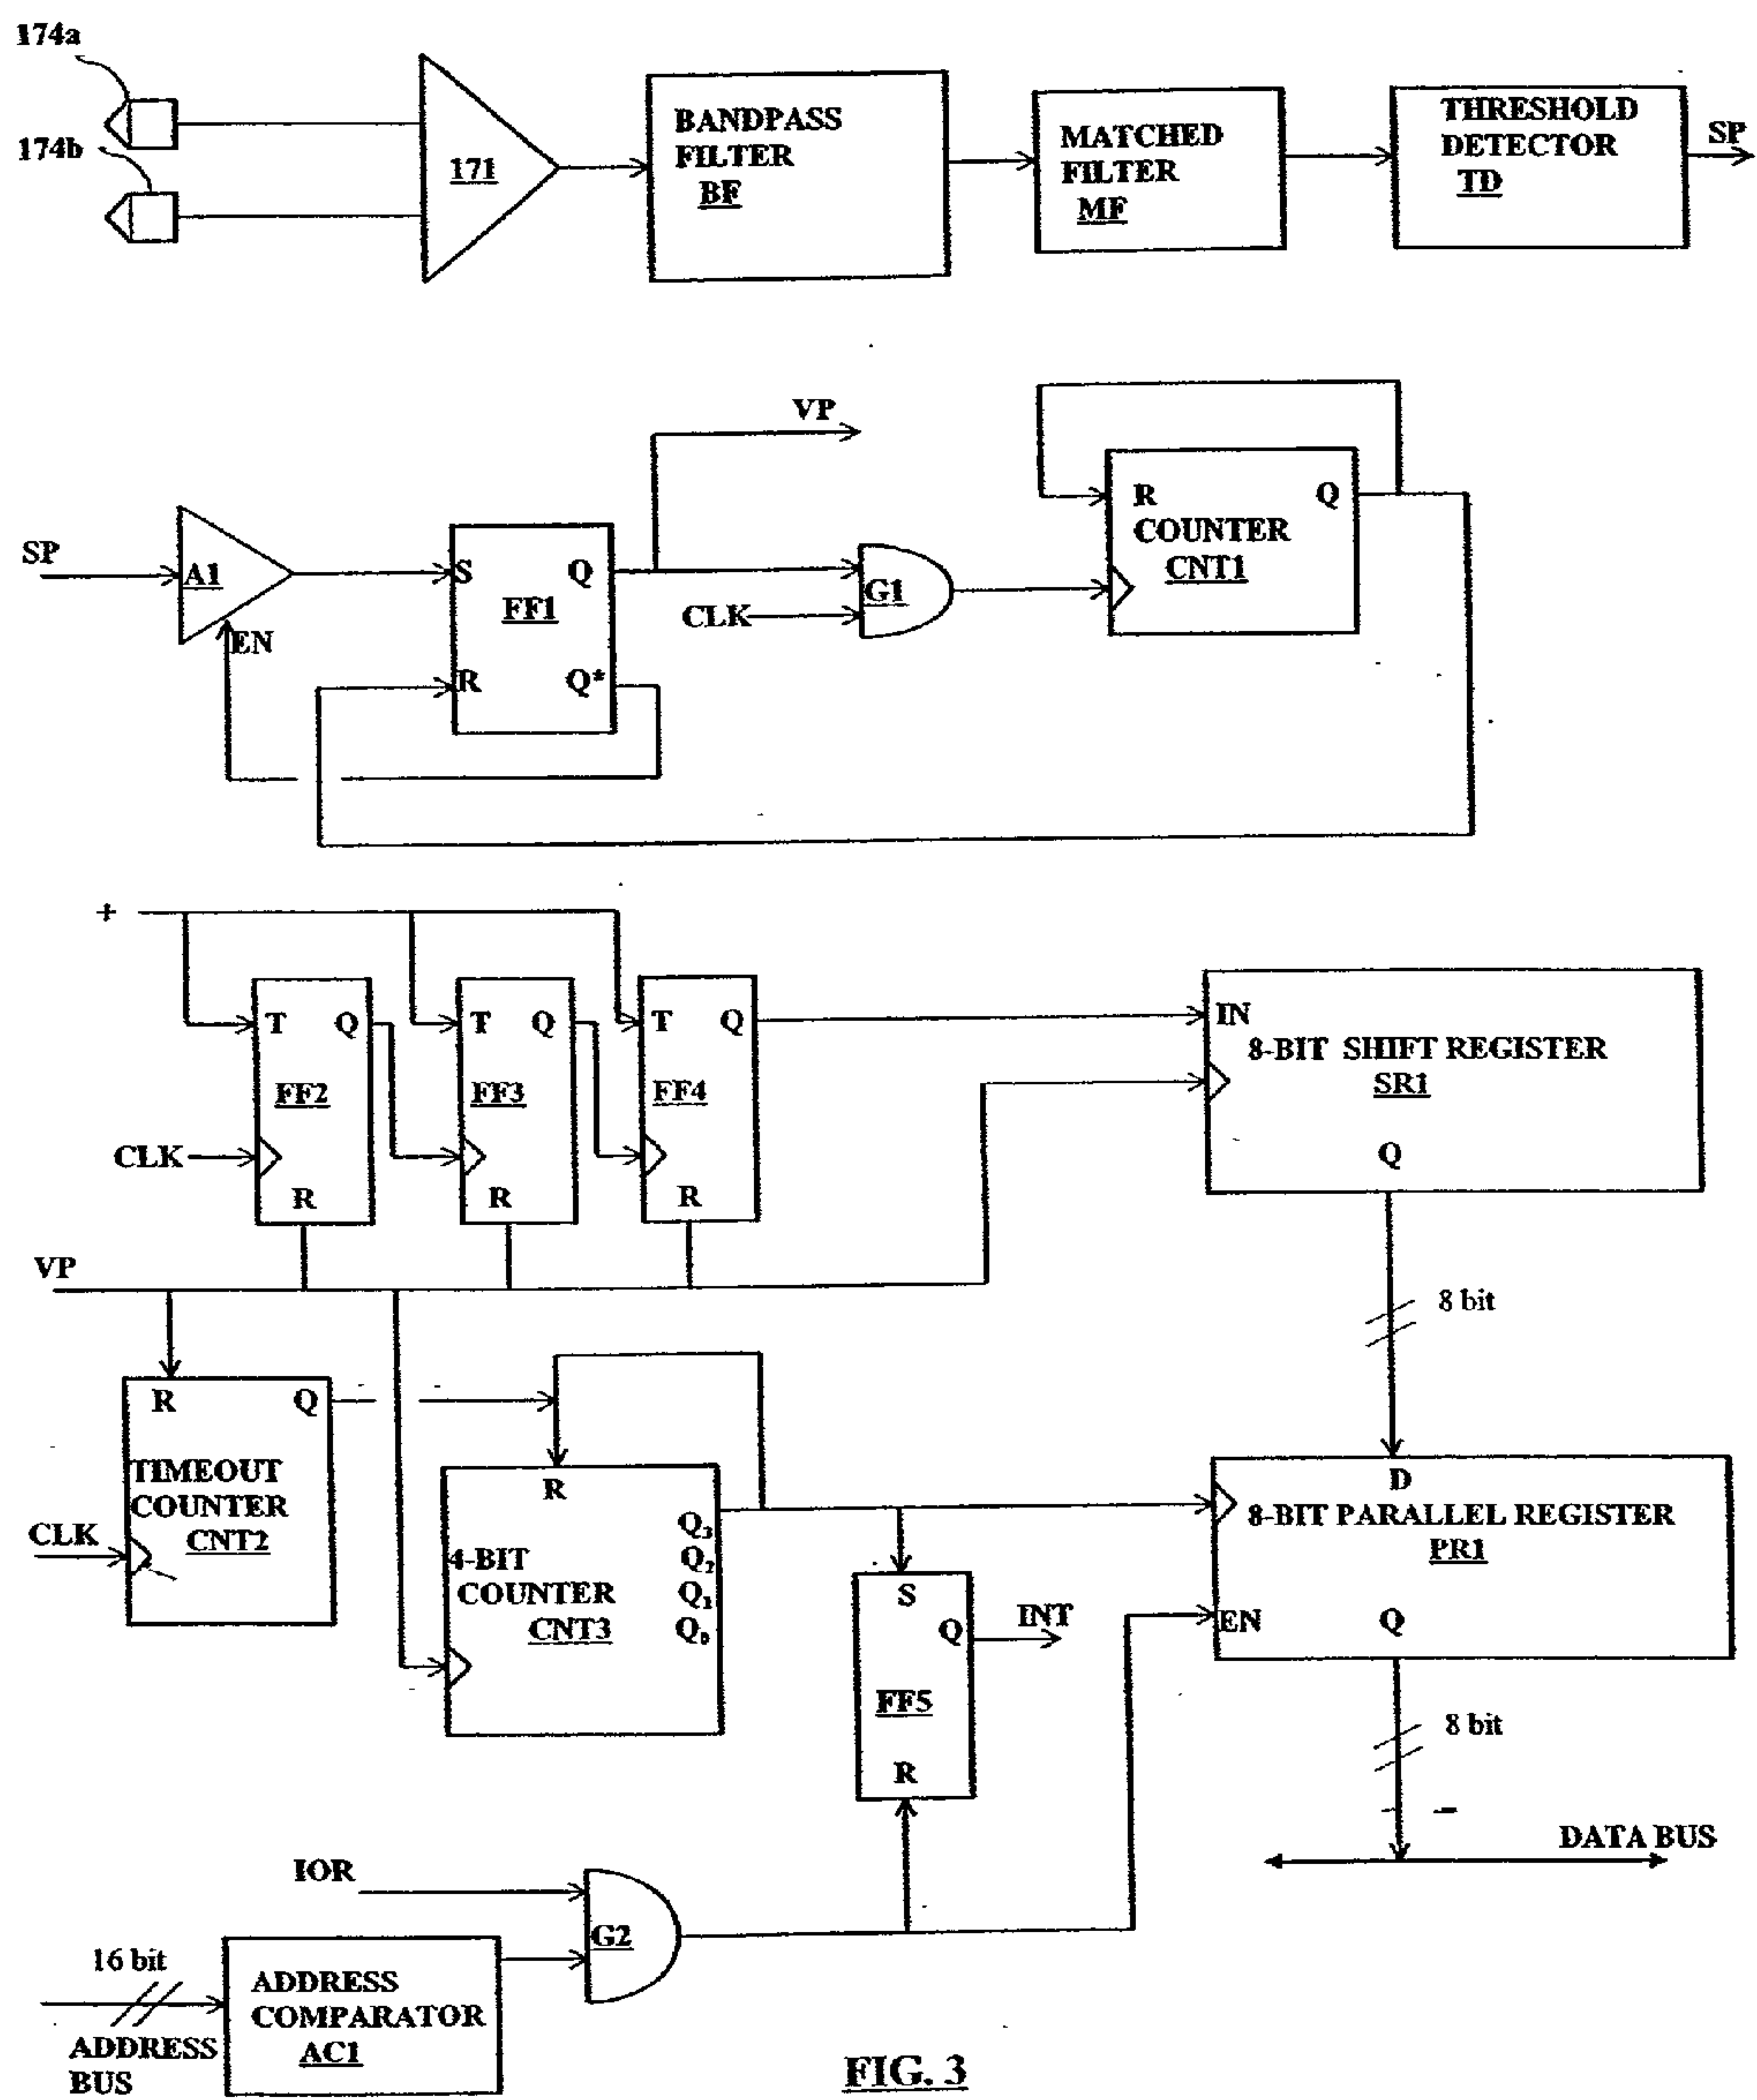 174a
174b
171
BANDPASS
FILTER
BF
MATCHED
FILTER
MF
THRESHOLD
DETECTOR
TD
SP
VP
SP
A1
EN
S
Q
FF1
R
Q*
CLK
G1
R
Q
COUNTER
CNT1
+
T
Q
FF2
CLK
R
T
Q
FF3
R
T
Q
FF4
R
IN
8-BIT SHIFT REGISTER
SR1
Q
VP
8 bit
R
Q
TIMEOUT
COUNTER
CNT2
CLK
R
4-BIT
COUNTER
CNT3
Q3
Q2
Q1
Q0
S
Q
INT
FF5
R
D
8-BIT PARALLEL REGISTER
PR1
EN
Q
8 bit
DATA BUS
IOR
G2
16 bit
ADDRESS
BUS
ADDRESS
COMPARATOR
AC1
FIG. 3